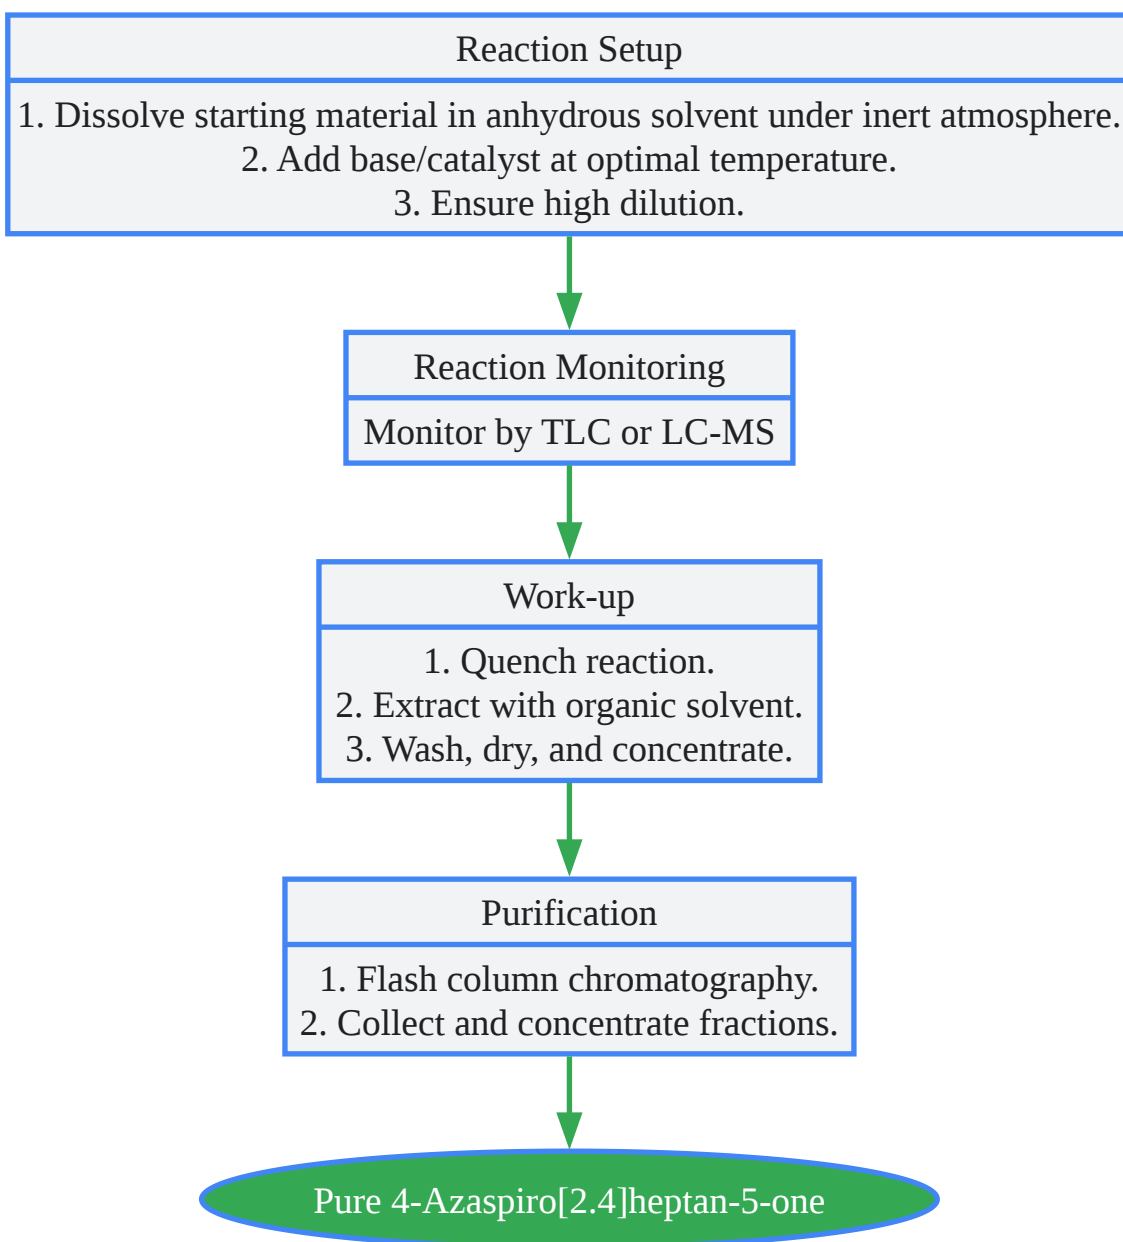 Reaction Setup
1. Dissolve starting material in anhydrous solvent under inert atmosphere.
2. Add base/catalyst at optimal temperature.
3. Ensure high dilution.
Reaction Monitoring
Monitor by TLC or LC-MS
Work-up
1. Quench reaction.
2. Extract with organic solvent.
3. Wash, dry, and concentrate.
Purification
1. Flash column chromatography.
2. Collect and concentrate fractions.
Pure 4-Azaspiro[2.4]heptan-5-one